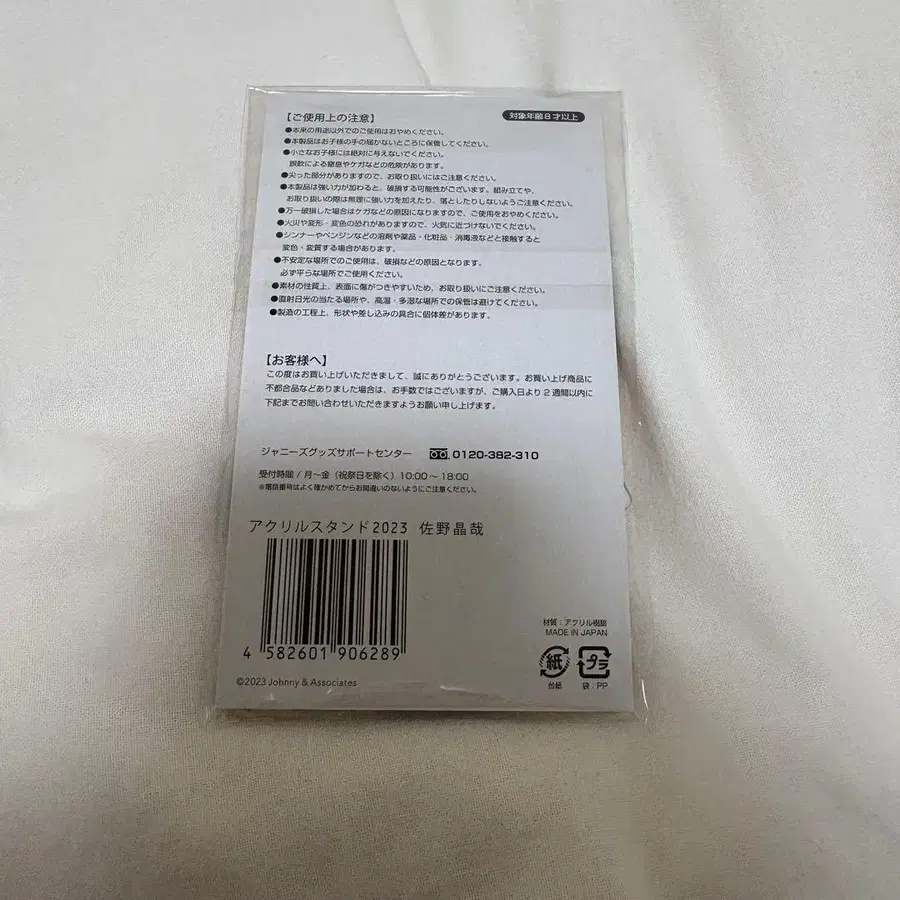 【ご使用上の注意】
対象年齢8才以上
●本来の用途以外でのご使用はおやめください。
●本製品はお子様の手の届かないところに保管してください。
●小さなお子様には絶対に与えないでください。
誤飲による窒息やケガなどの危険があります。
●尖った部分がありますので、お取り扱いにはご注意ください。
●本製品は強い力が加わると、破損する可能性がございます。組み立てや、
お取り扱いの際は無理に強い力を加えたり、落としたりしないようご注意ください。
●万一破損した場合はケガなどの原因になりますので、ご使用をおやめください。
●火災や変形・変色の恐れがありますので、火気に近づけないでください。
●シンナーやベンジンなどの溶剤や薬品・化粧品・消毒液などと接触すると
変色・変質する場合があります。
●不安定な場所でのご使用は、破損などの原因となります。
必ず平らな場所でご使用ください。
●素材の性質上、表面に傷がつきやすいため、お取り扱いにご注意ください。
●直射日光の当たる場所や、高温・多湿な場所での保管は避けてください。
●製造の工程上、形状や差し込みの具合に個体差があります。
【お客様へ】
この度はお買い上げいただきまして、誠にありがとうございます。お買い上げ商品に
不都合品などありました場合は、お手数ではございますが、ご購入日より2週間以内に
下記までお問い合わせいただきますようお願い申し上げます。
ジャニーズグッズサポートセンター 0120-382-310
受付時間/月〜金(祝祭日を除く)10:00〜18:00
※電話番号はよく確かめてからお間違いのないようにご注意ください。
アクリルスタンド2023 佐野晶哉
4 582601 906289
©2023 Johnny & Associates
材質:アクリル樹脂
MADE IN JAPAN
紙 プラ
台紙 袋:PP